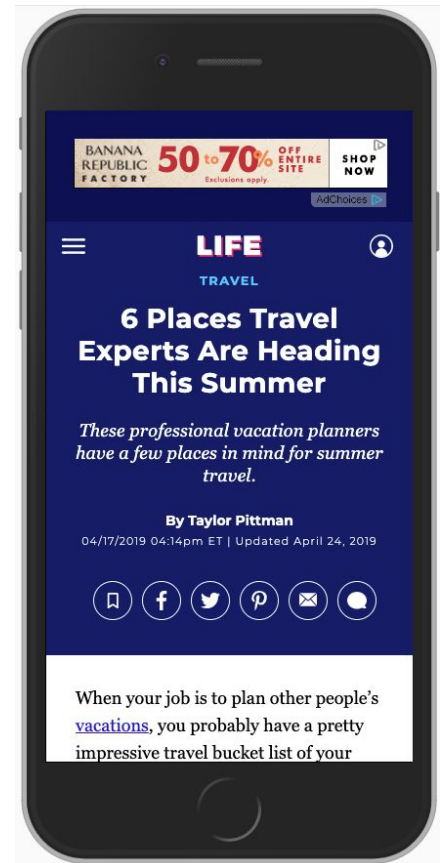 BANANA
REPUBLIC
FACTORY
50 to 70% OFF
ENTIRE
SITE
Exclusions apply.
SHOP
NOW
AdChoices
LIFE
TRAVEL
6 Places Travel
Experts Are Heading
This Summer
These professional vacation planners
have a few places in mind for summer
travel.
By Taylor Pittman
04/17/2019 04:14pm ET | Updated April 24, 2019
When your job is to plan other people’s
vacations, you probably have a pretty
impressive travel bucket list of your